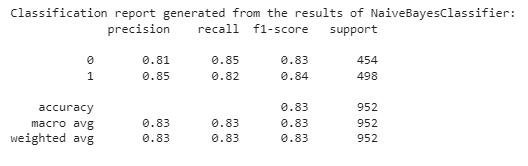 Classification report generated from the results of NaiveBayesClassifier:
precision recall f1-score support
0 0.81 0.85 0.83 454
1 0.85 0.82 0.84 498
accuracy 0.83 952
macro avg 0.83 0.83 0.83 952
weighted avg 0.83 0.83 0.83 952